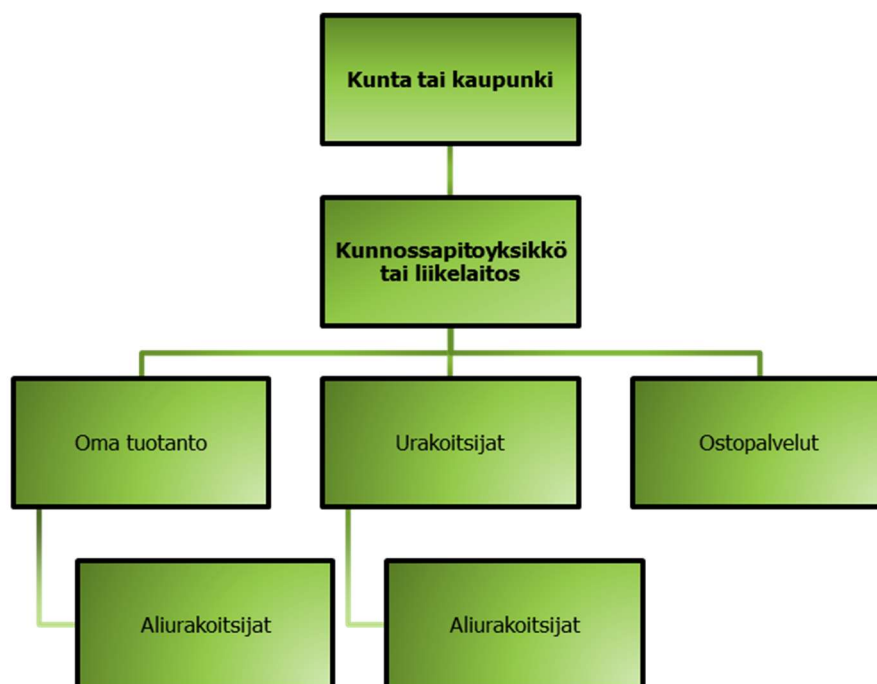 Kunta tai kaupunki
Kunnossapitoyksikkö
tai liikelaitos
Oma tuotanto
Urakoitsijat
Ostopalvelut
Aliurakoitsijat
Aliurakoitsijat